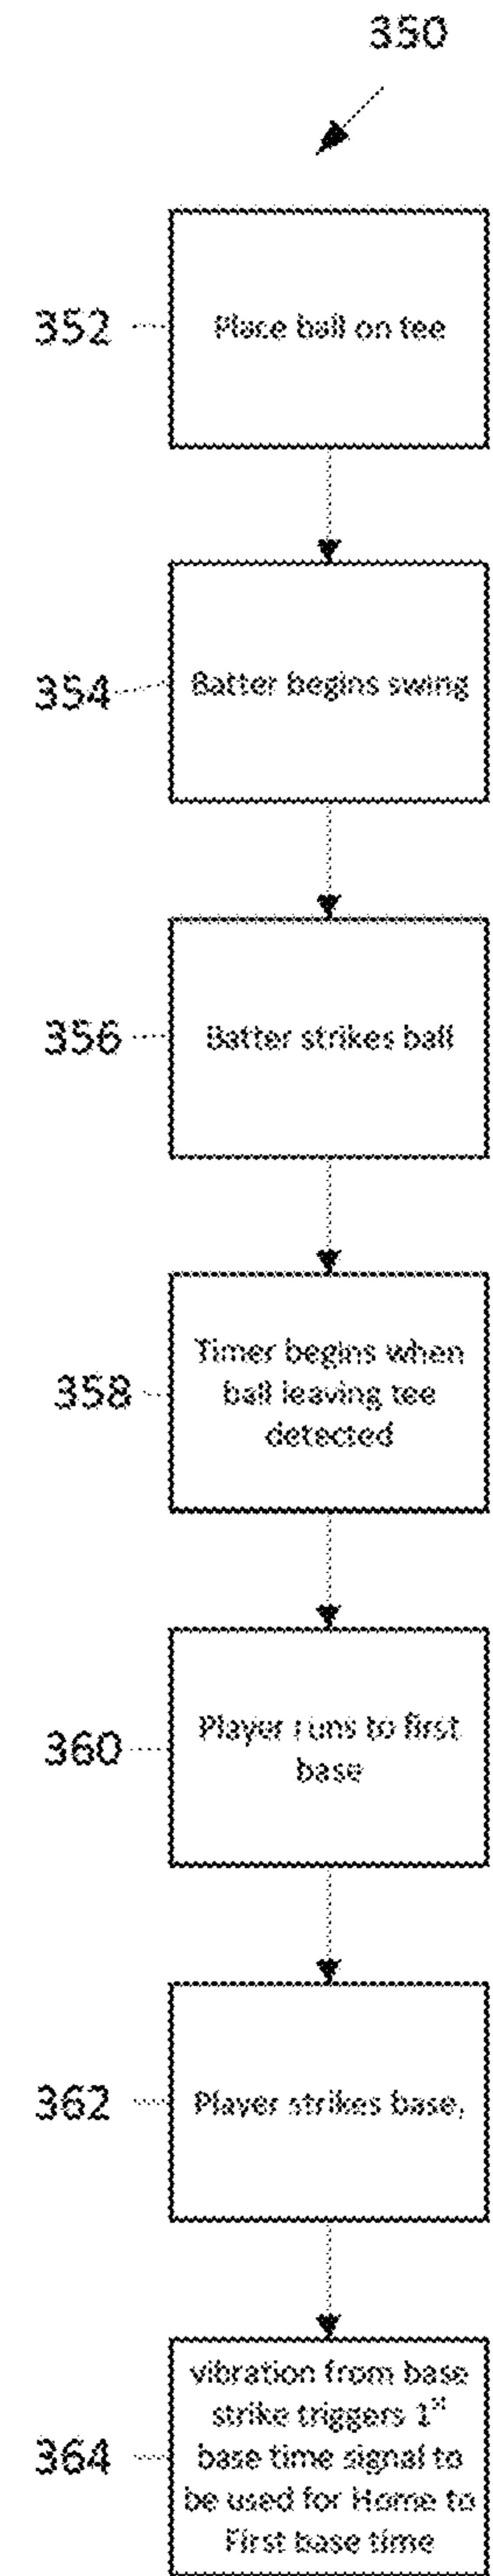 350
352
Place ball on tee
354
Batter begins swing
356
Batter strikes ball
358
Timer begins when
ball leaving tee
detected
360
Player runs to first
base
362
Player strikes base,
364
vibration from base
strike triggers 1st
base time signal to
be used for Home to
First base time